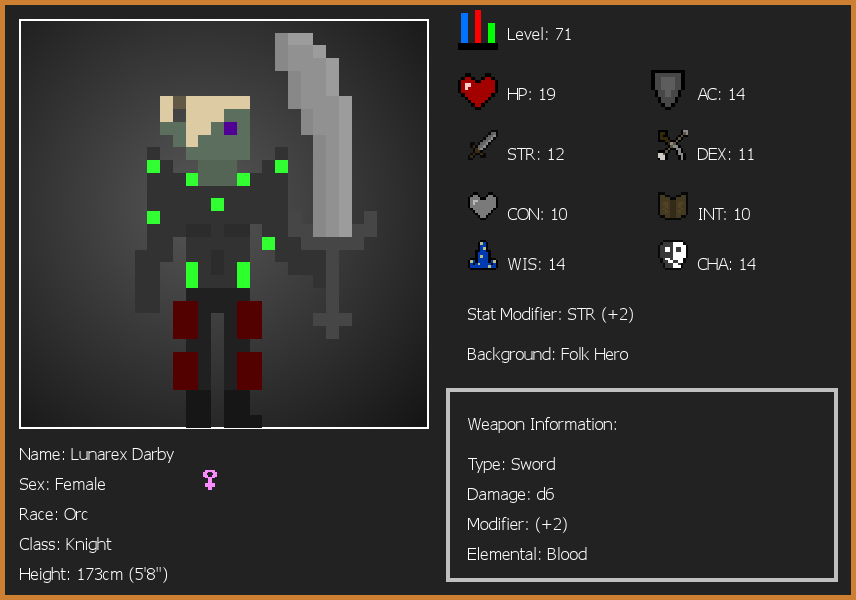 Level: 71
HP: 19
AC: 14
STR: 12
DEX: 11
CON: 10
INT: 10
WIS: 14
CHA: 14
Stat Modifier: STR (+2)
Background: Folk Hero
Weapon Information:
Type: Sword
Damage: d6
Modifier: (+2)
Elemental: Blood
Name: Lunarex Darby
Sex: Female
Race: Orc
Class: Knight
Height: 173cm (5'8")